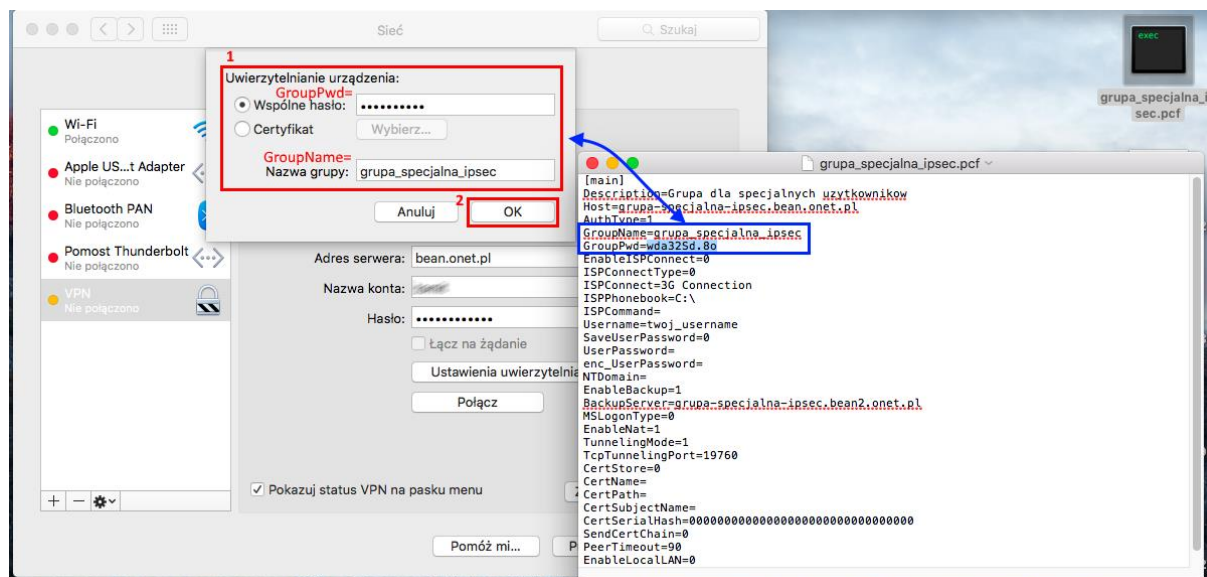 Sieć
Szukaj
exec
grupa_specjalna_i
sec.pcf
1
Uwierzytelnianie urządzenia:
GroupPwd=
Wspólne hasło: ••••••••••
Certyfikat
Wybierz...
GroupName=
Nazwa grupy: grupa_specjalna_ipsec
Anuluj
2
OK
Wi-Fi
Połączono
Apple US...t Adapter
Nie połączono
Bluetooth PAN
Nie połączono
Pomost Thunderbolt
Nie połączono
VPN
Nie połączono
Adres serwera: bean.onet.pl
Nazwa konta:
Hasło: ••••••••••••
Łącz na żądanie
Ustawienia uwierzytelnia
Połącz
Pokazuj status VPN na pasku menu
Z
Pomóż mi...
P
grupa_specjalna_ipsec.pcf
[main]
Description=Grupa dla specjalnych uzytkownikow
Host=grupa-specjalna-ipsec.bean.onet.pl
AuthType=1
GroupName=grupa_specjalna_ipsec
GroupPwd=wda32Sd.8o
EnableISPConnect=0
ISPConnectType=0
ISPConnect=3G Connection
ISPPhonebook=C:\
ISPCommand=
Username=twoj_username
SaveUserPassword=0
UserPassword=
enc_UserPassword=
NTDomain=
EnableBackup=1
BackupServer=grupa-specjalna-ipsec.bean2.onet.pl
MSLogonType=0
EnableNat=1
TunnelingMode=1
TcpTunnelingPort=19760
CertStore=0
CertName=
CertPath=
CertSubjectName=
CertSerialHash=00000000000000000000000000000000
SendCertChain=0
PeerTimeout=90
EnableLocalLAN=0